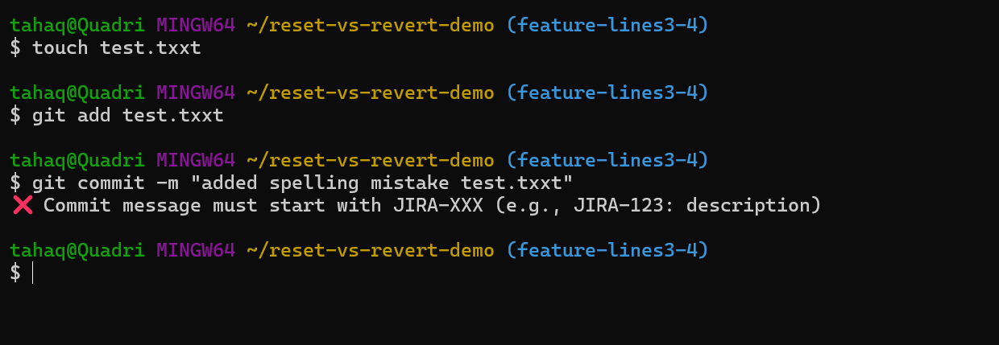 tahaq@Quadri MINGW64 ~/reset-vs-revert-demo (feature-lines3-4)
$ touch test.txxt
tahaq@Quadri MINGW64 ~/reset-vs-revert-demo (feature-lines3-4)
$ git add test.txxt
tahaq@Quadri MINGW64 ~/reset-vs-revert-demo (feature-lines3-4)
$ git commit -m "added spelling mistake test.txxt"
❌ Commit message must start with JIRA-XXX (e.g., JIRA-123: description)
tahaq@Quadri MINGW64 ~/reset-vs-revert-demo (feature-lines3-4)
$